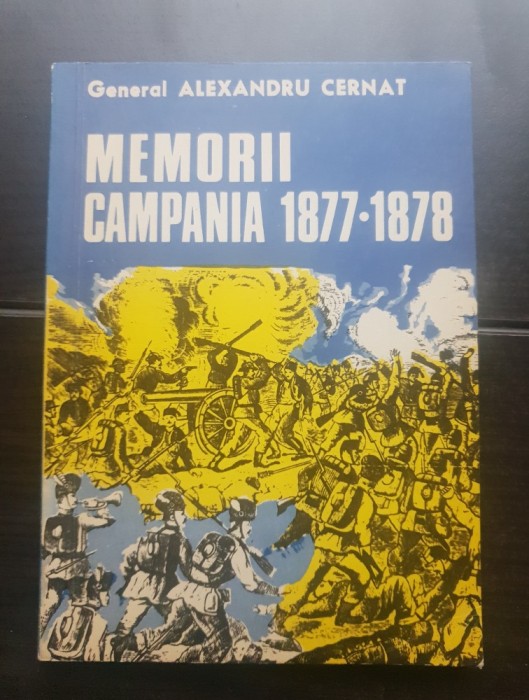 General ALEXANDRU CERNAT
MEMORII
CAMPANIA 1877•1878